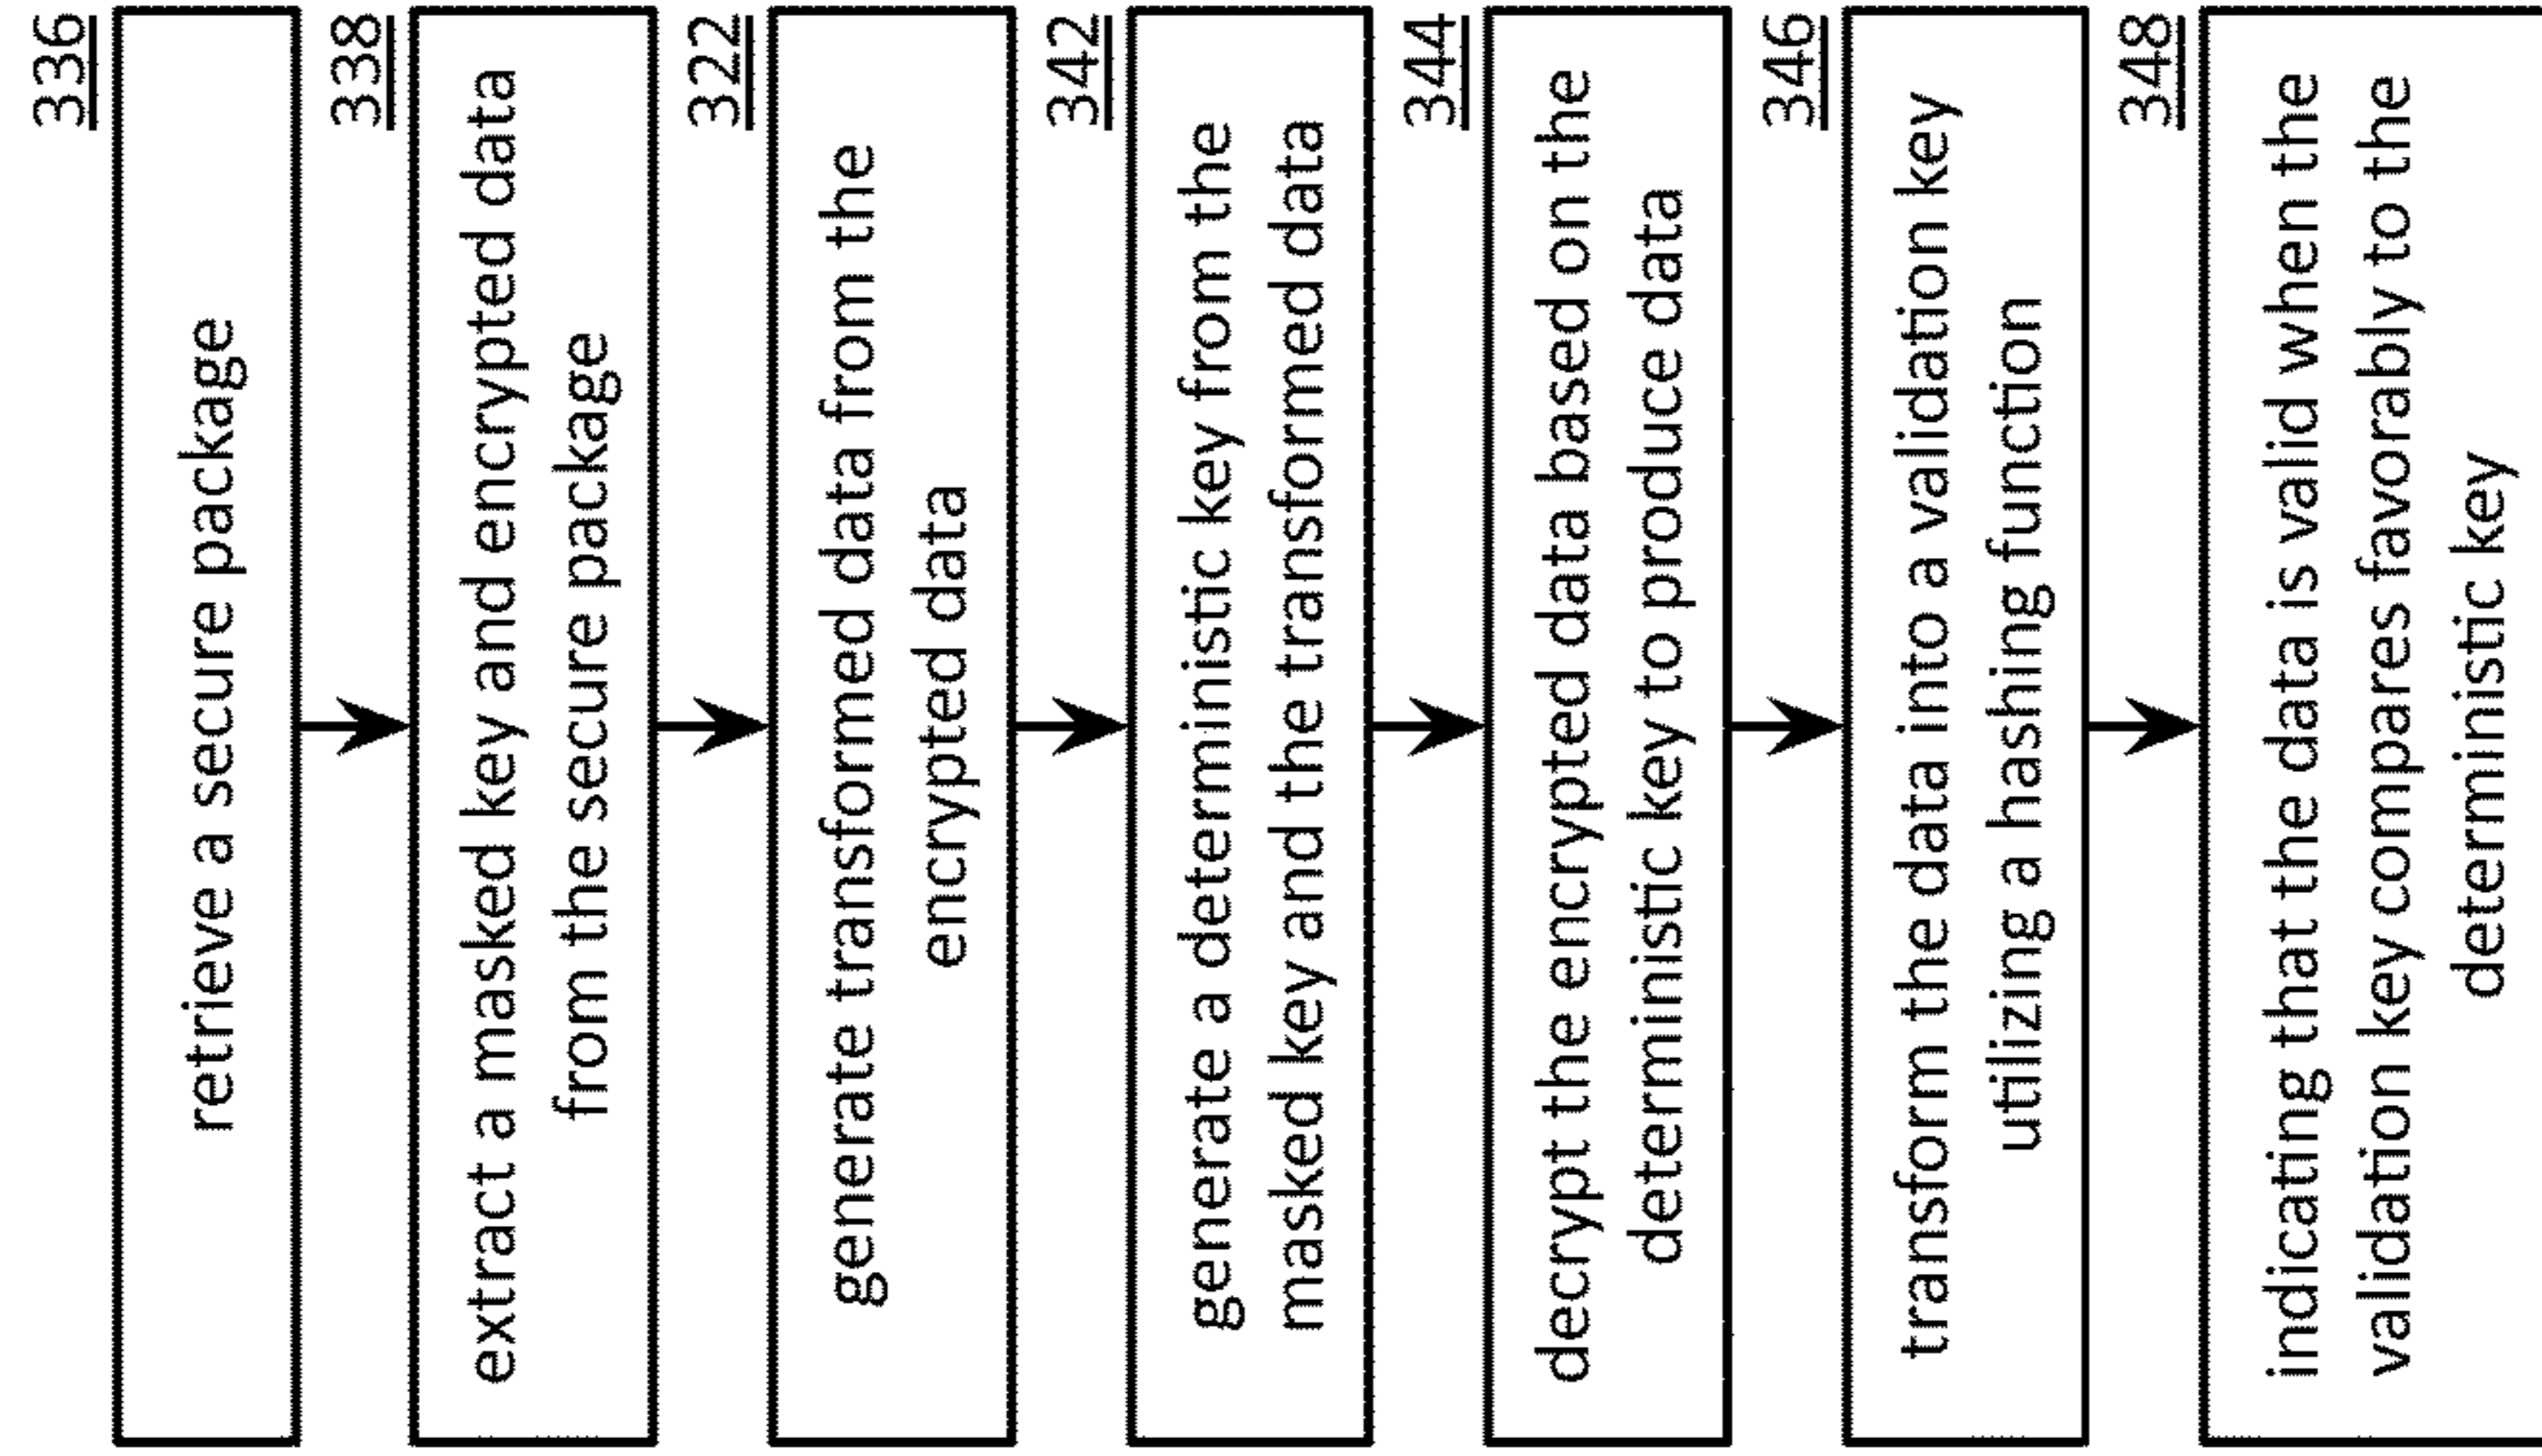 336
retrieve a secure package
338
extract a masked key and encrypted data
from the secure package
322
generate transformed data from the
encrypted data
342
generate a deterministic key from the
masked key and the transformed data
344
decrypt the encrypted data based on the
deterministic key to produce data
346
transform the data into a validation key
utilizing a hashing function
348
indicating that the data is valid when the
validation key compares favorably to the
deterministic key